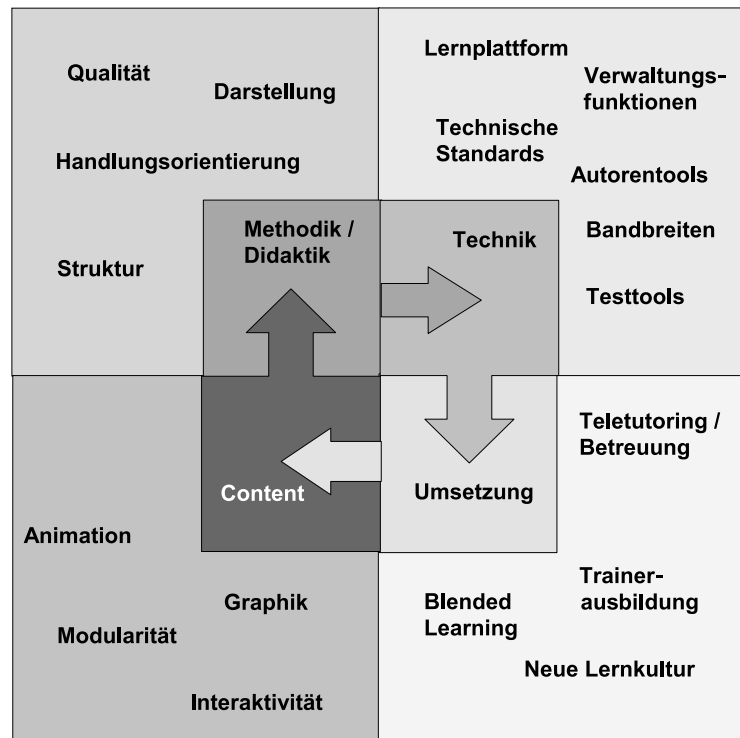 Qualität
Darstellung
Handlungsorientierung
Struktur
Methodik /
Didaktik
Lernplattform
Verwaltungs-
funktionen
Technische
Standards
Autorentools
Technik
Bandbreiten
Testtools
Content
Animation
Graphik
Modularität
Interaktivität
Umsetzung
Teletutoring /
Betreuung
Trainer-
ausbildung
Blended
Learning
Neue Lernkultur